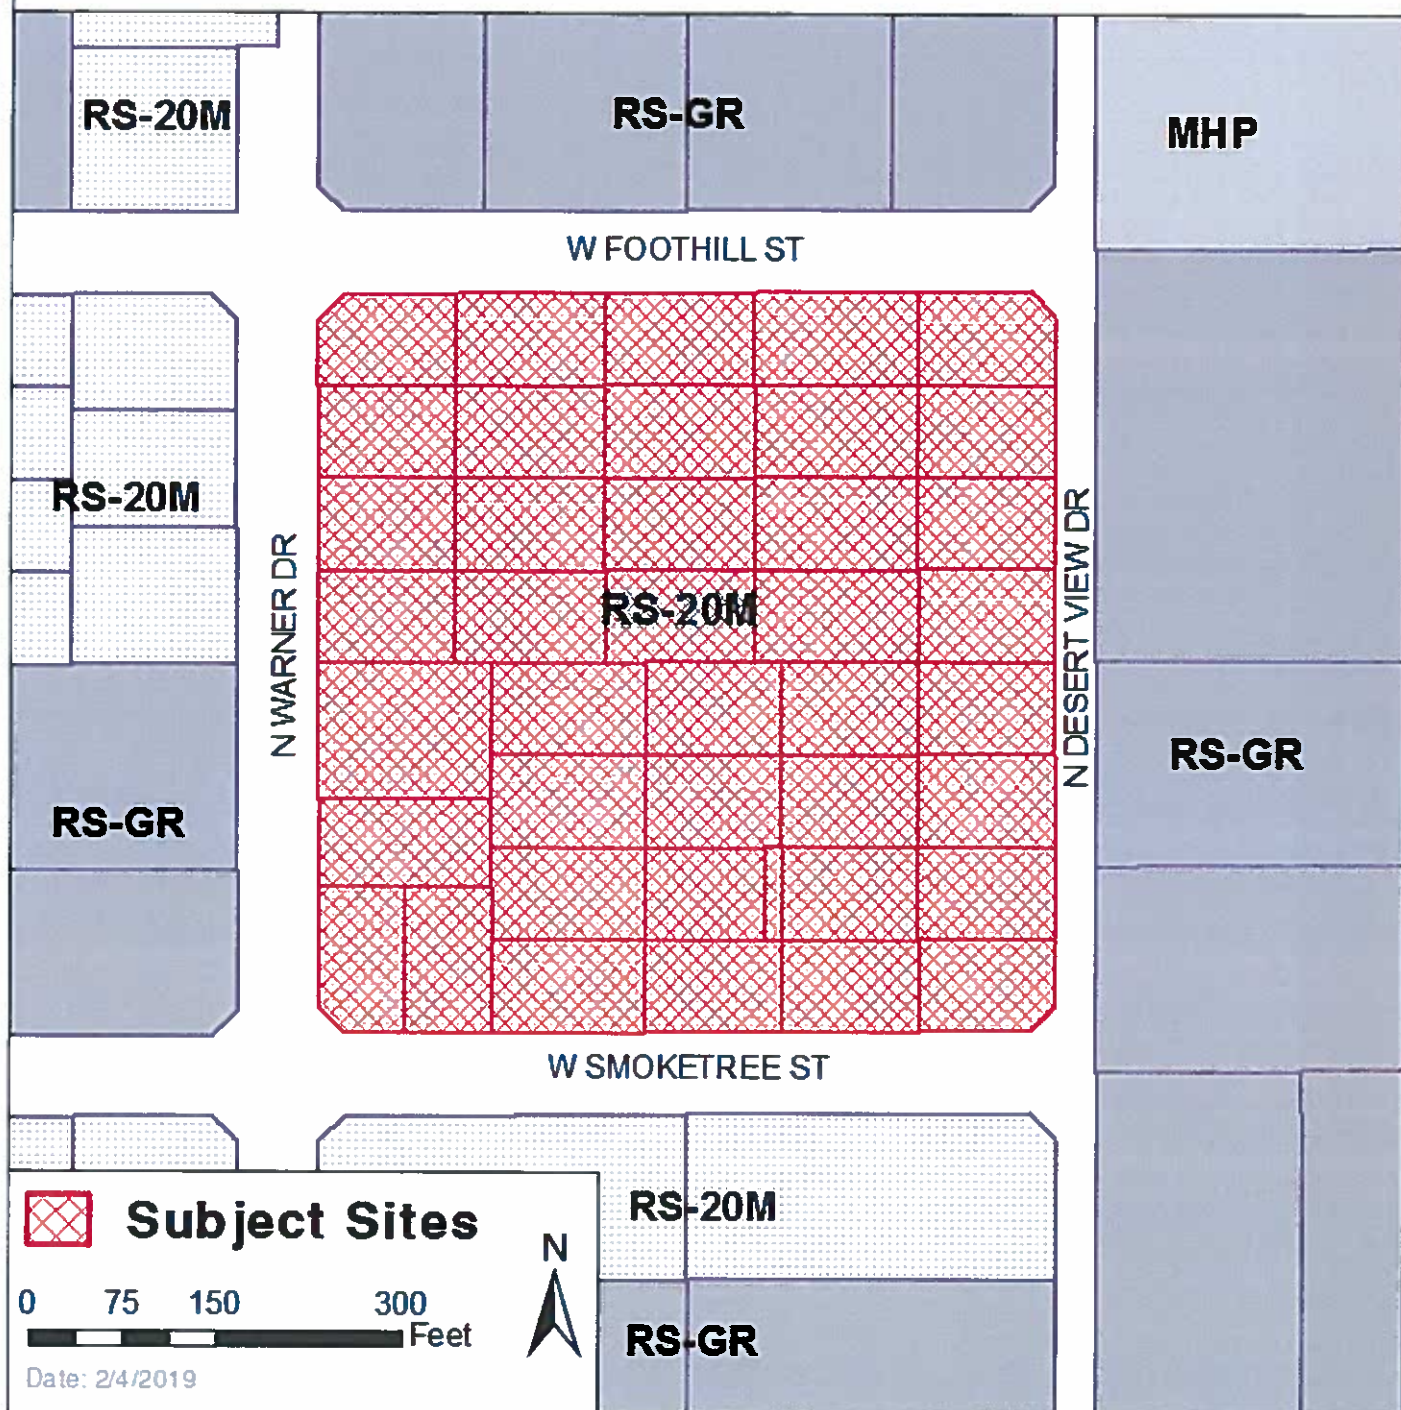 RS-20M
RS-GR
MHP
W FOOTHILL ST
RS-20M
N WARNER DR
RS-20M
N DESERT VIEW DR
RS-GR
RS-GR
W SMOKETREE ST
RS-20M
Subject Sites
N
0 75 150 300
Feet
RS-GR
Date: 2/4/2019